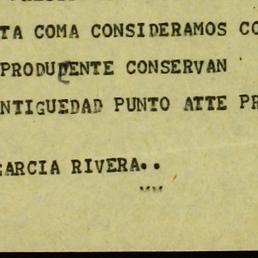 TA COMA CONSIDERAMOS CO
PRODUCENTE CONSERVAN
NTIGUEDAD PUNTO ATTE PR
GARCIA RIVERA..